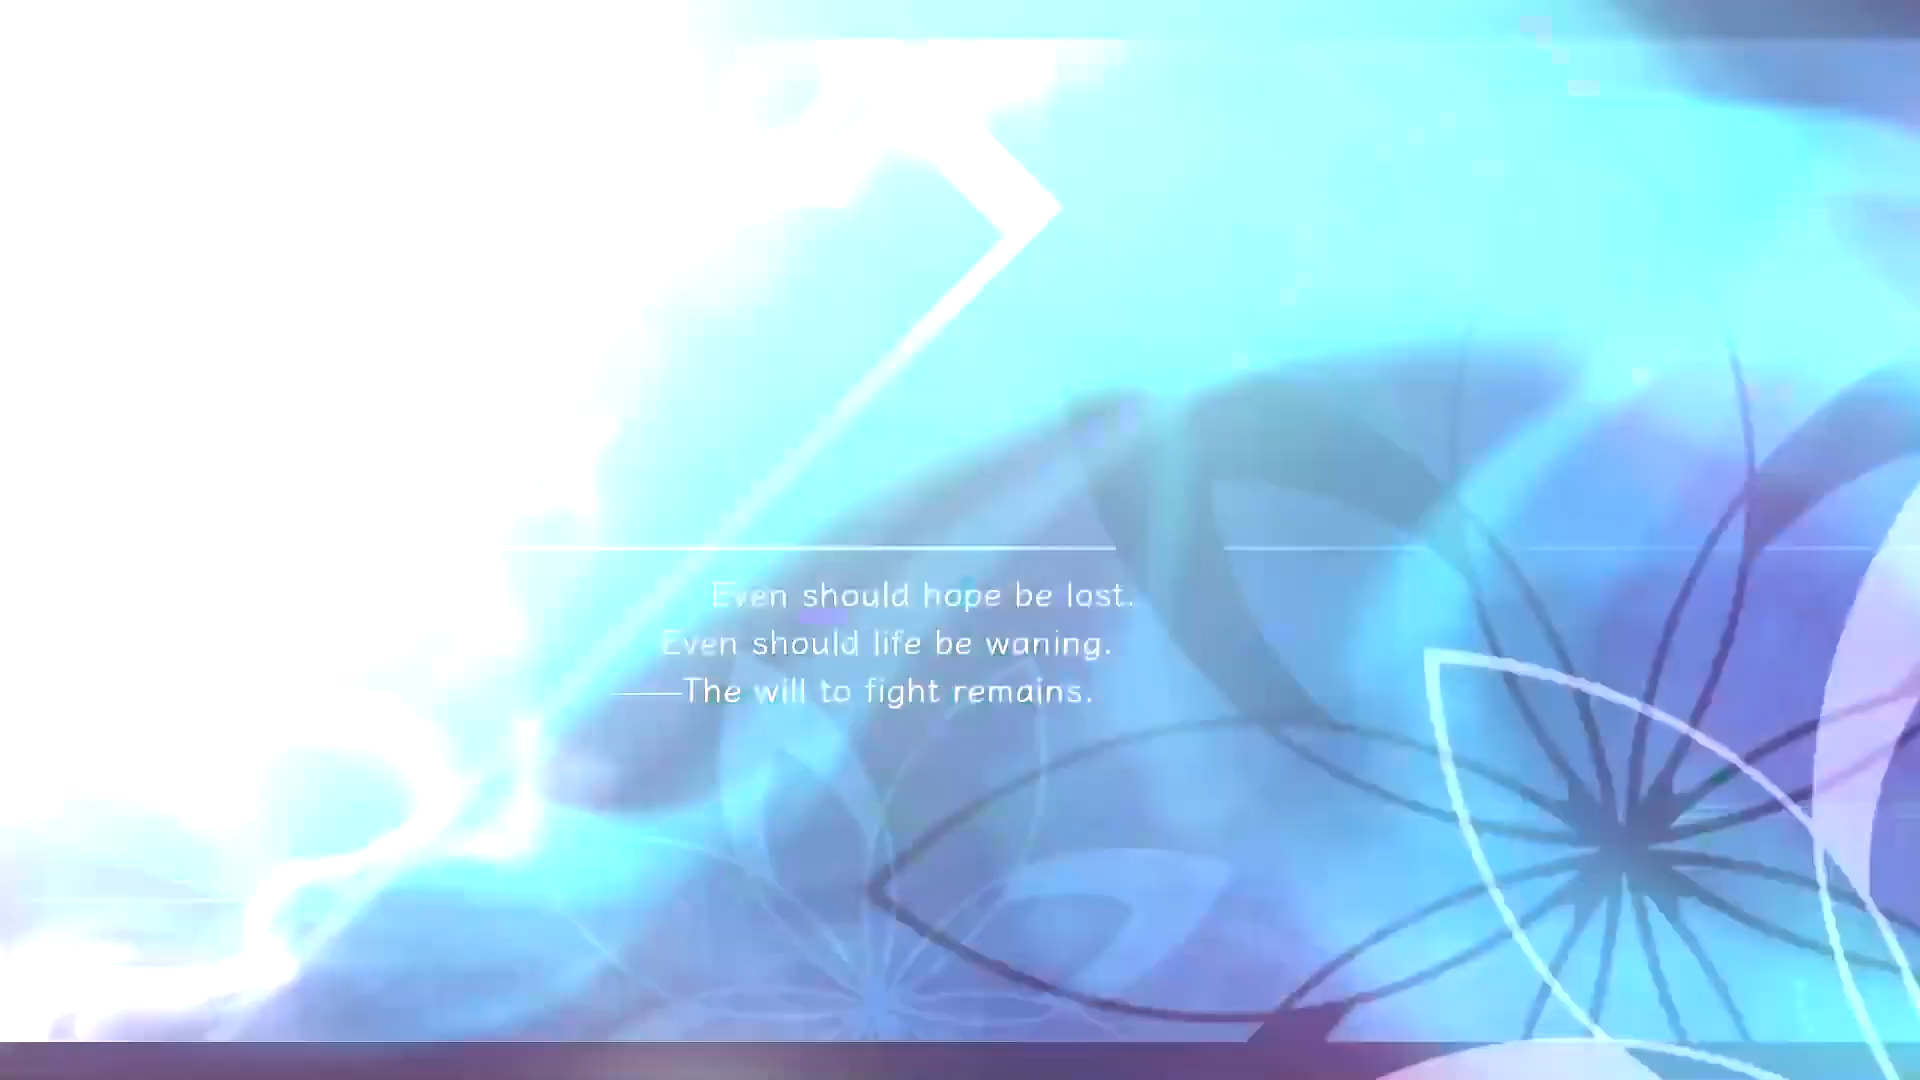 Even should hope be lost.
Even should life be waning.
——The will to fight remains.